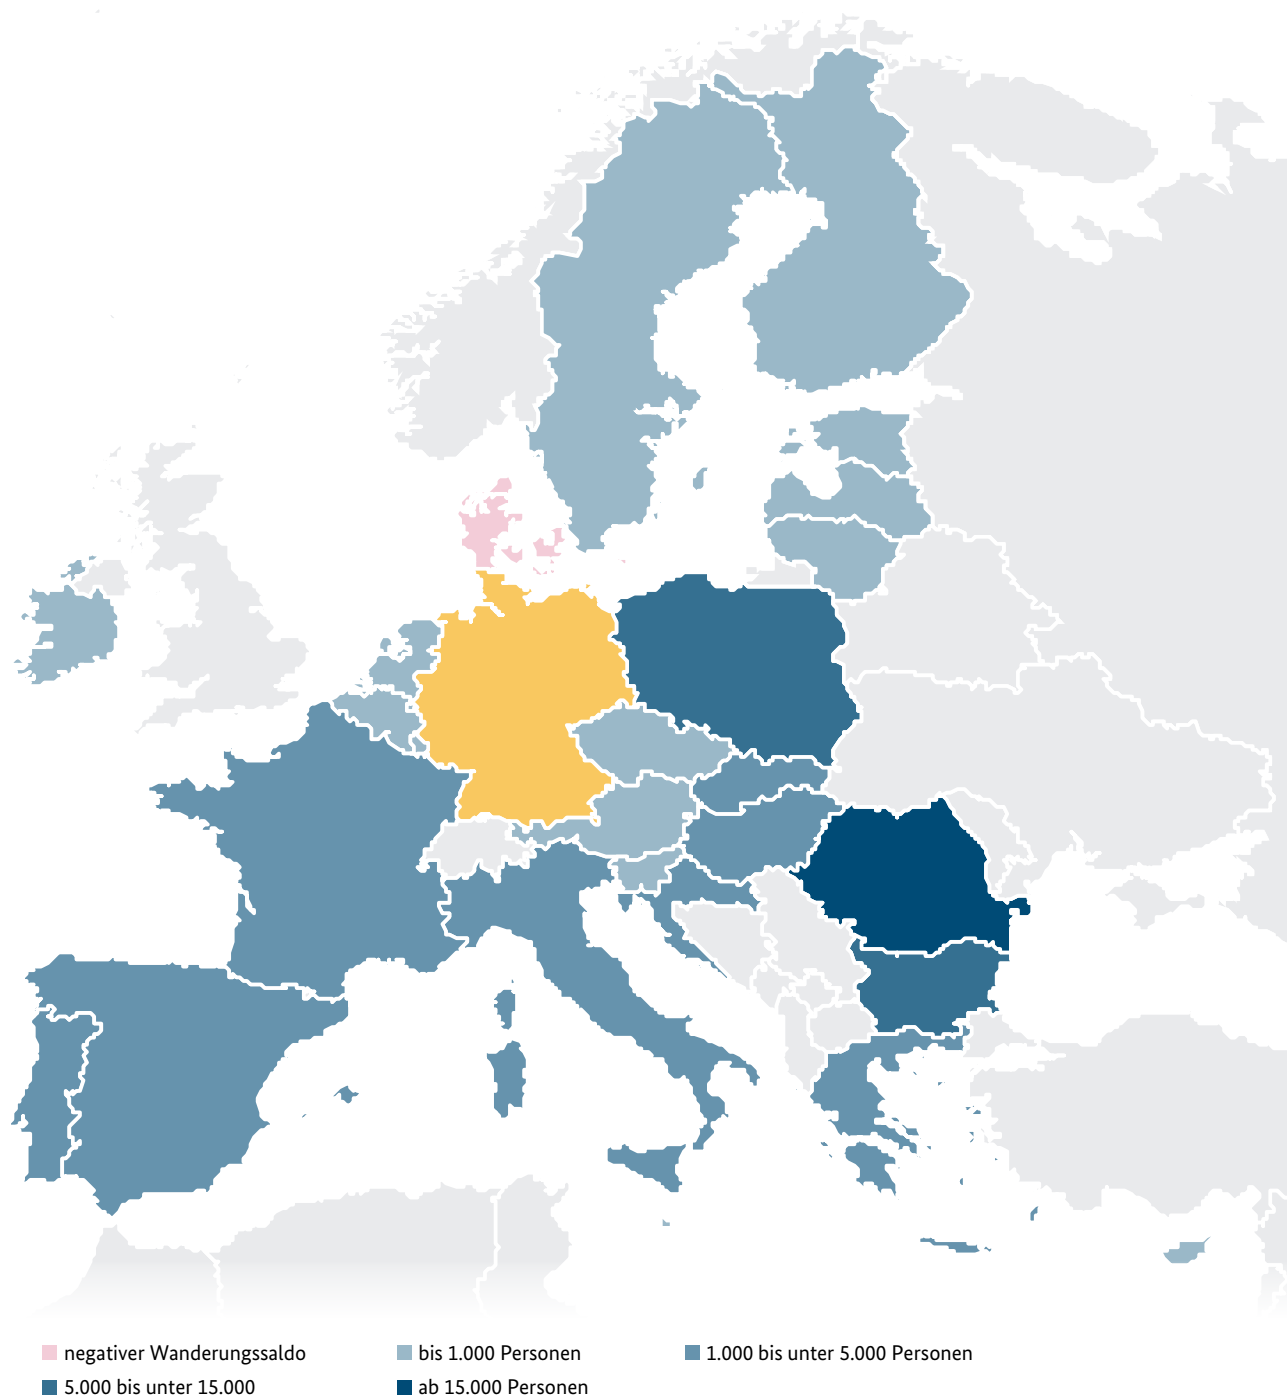 negativer Wanderungssaldo
bis 1.000 Personen
1.000 bis unter 5.000 Personen
5.000 bis unter 15.000
ab 15.000 Personen